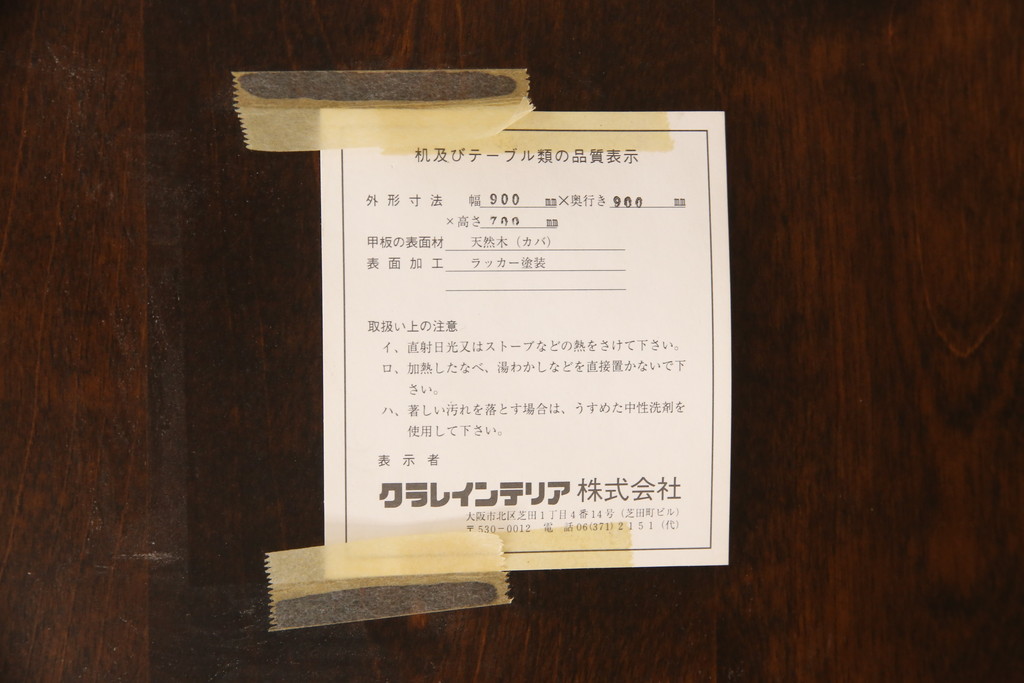 机及びテーブル類の品質表示
外形寸法 幅 900 ㎜×奥行き 900 ㎜
×高さ 700 ㎜
甲板の表面材 天然木（カバ）
表面加工 ラッカー塗装
取扱い上の注意
イ、直射日光又はストーブなどの熱をさけて下さい。
ロ、加熱したなべ、湯わかしなどを直接置かないで下
さい。
ハ、著しい汚れを落とす場合は、うすめた中性洗剤を
使用して下さい。
表示者
クラレインテリア株式会社
大阪市北区芝田1丁目4番14号（芝田町ビル）
〒530－0012 電話06(371)2151（代）